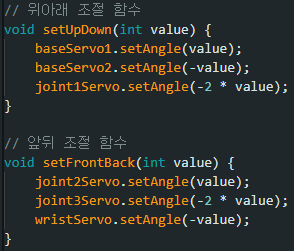 // 위아래 조절 함수
void setUpDown(int value) {
baseServo1.setAngle(value);
baseServo2.setAngle(-value);
joint1Servo.setAngle(-2 * value);
}
// 앞뒤 조절 함수
void setFrontBack(int value) {
joint2Servo.setAngle(value);
joint3Servo.setAngle(-2 * value);
wristServo.setAngle(-value);
}